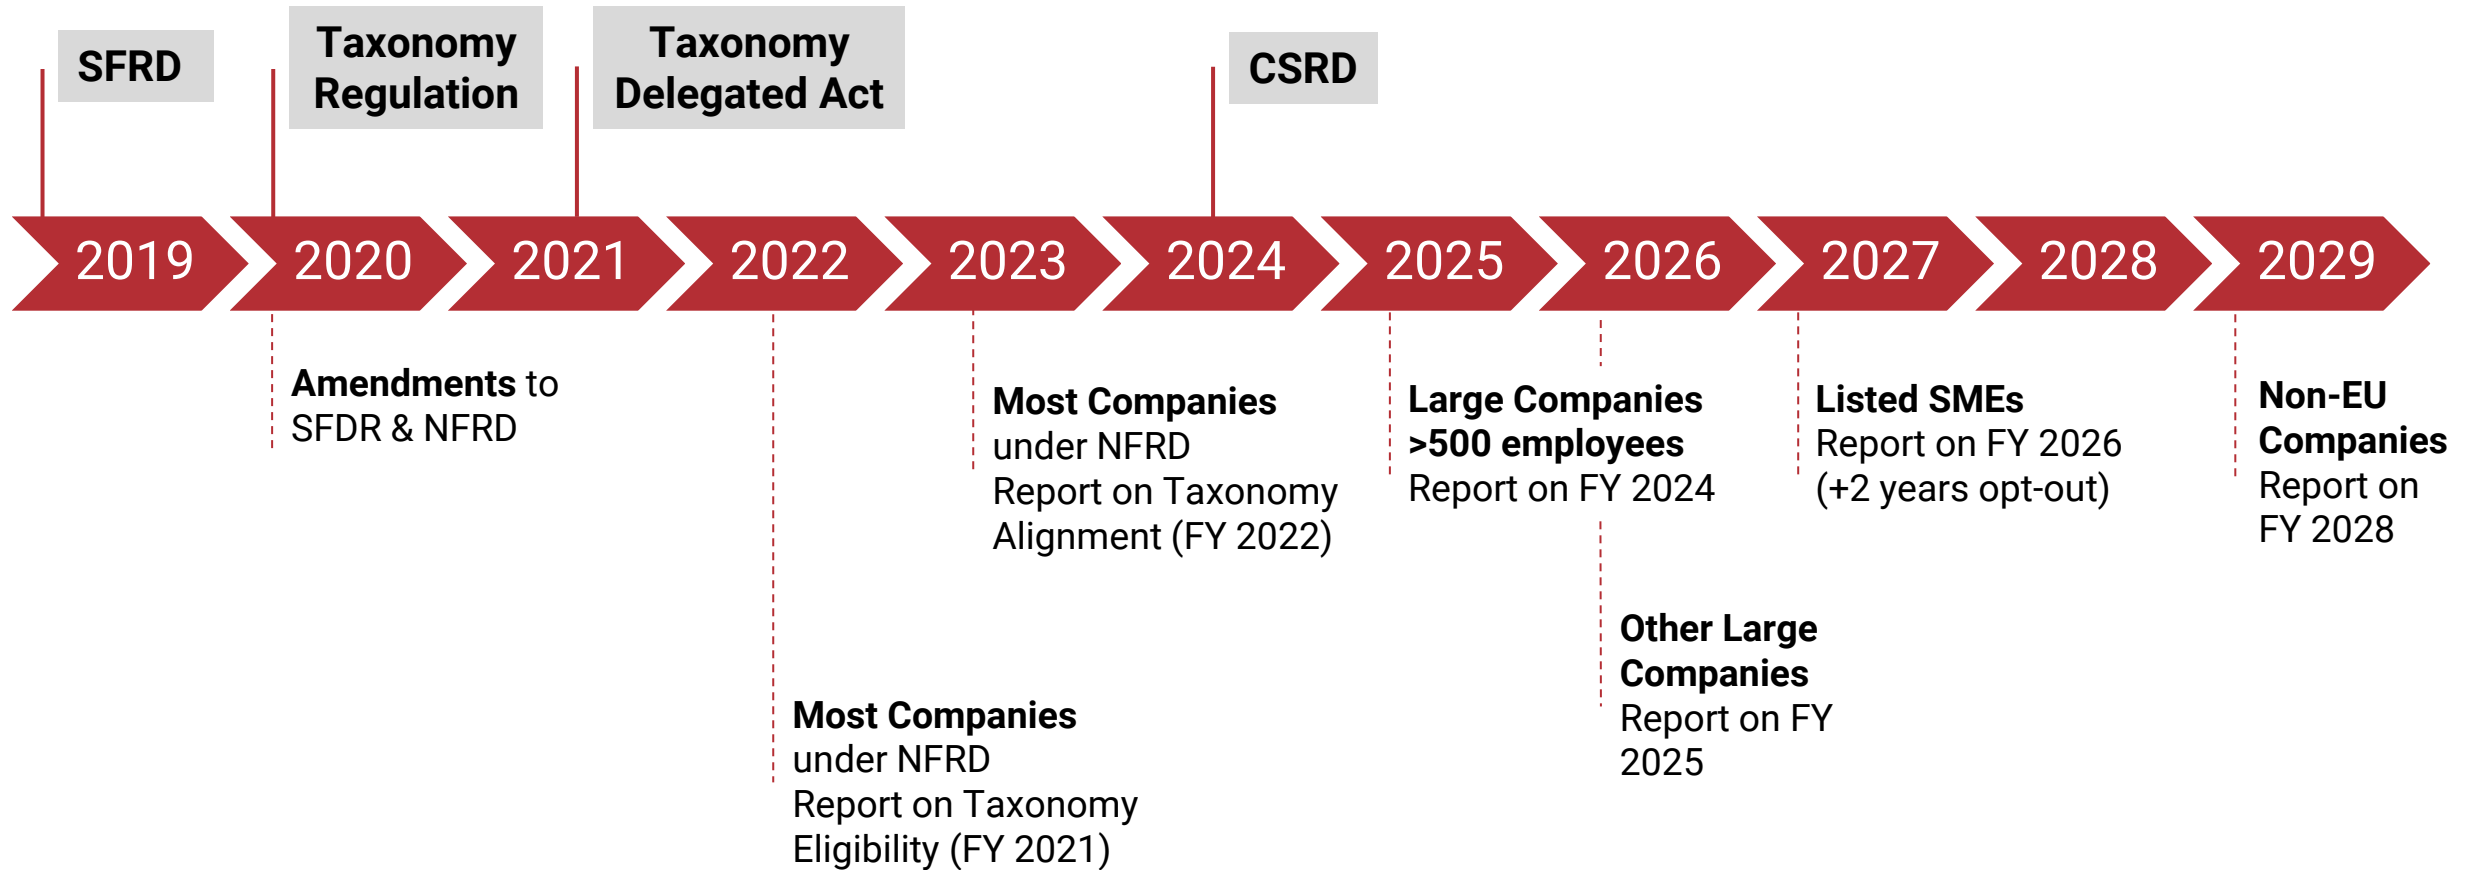 SFRD
Taxonomy
Regulation
Taxonomy
Delegated Act
CSRD
2019
2020
2021
2022
2023
2024
2025
2026
2027
2028
2029
Amendments to
SFDR & NFRD
Most Companies
under NFRD
Report on Taxonomy
Eligibility (FY 2021)
Most Companies
under NFRD
Report on Taxonomy
Alignment (FY 2022)
Large Companies
>500 employees
Report on FY 2024
Other Large
Companies
Report on FY
2025
Listed SMEs
Report on FY 2026
(+2 years opt-out)
Non-EU
Companies
Report on
FY 2028